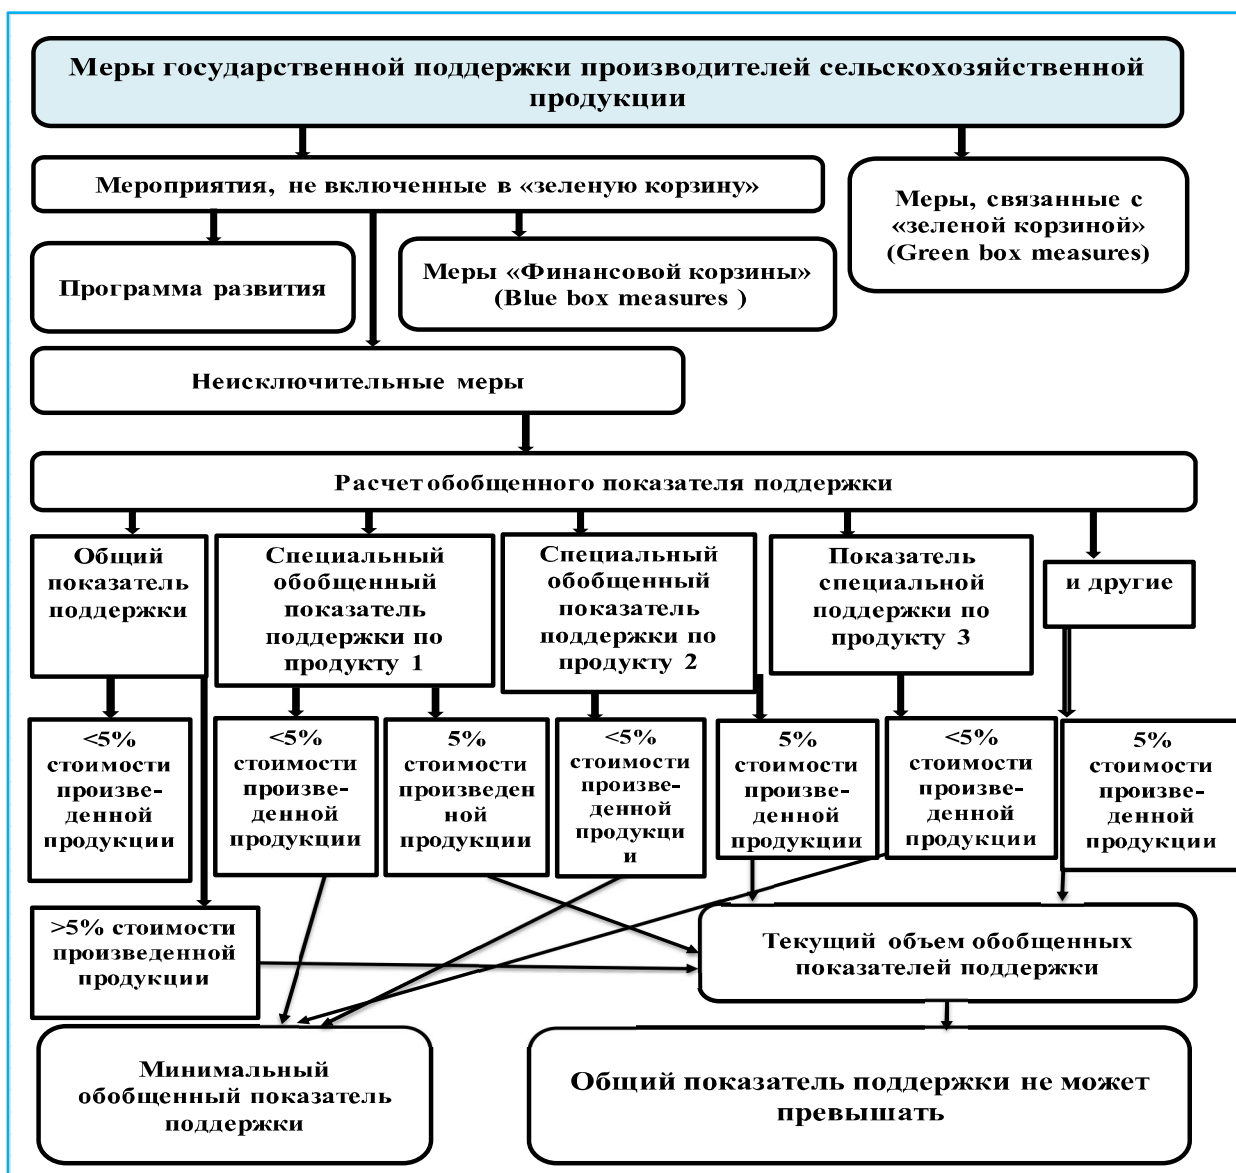 Меры государственной поддержки производителей сельскохозяйственной
продукции
Мероприятия, не включенные в «зеленую корзину»
Меры, связанные с
«зеленой корзиной»
(Green box measures)
Программа развития
Меры «Финансовой корзины»
(Blue box measures )
Неисключительные меры
Расчет обобщенного показателя поддержки
Общий
показатель
поддержки
Специальный
обобщенный
показатель
поддержки по
продукту 1
Специальный
обобщенный
показатель
поддержки по
продукту 2
Показатель
специальной
поддержки по
продукту 3
и другие
<5%
стоимости
произве-
денной
продукции
<5%
стоимости
произве-
денной
продукции
5%
стоимости
произведен
ной
продукции
<5%
стоимости
произве-
денной
продукци
и
5%
стоимости
произве-
денной
продукции
<5%
стоимости
произве-
денной
продукции
5%
стоимости
произве-
денной
продукции
>5% стоимости
произведенной
продукции
Текущий объем обобщенных
показателей поддержки
Минимальный
обобщенный показатель
поддержки
Общий показатель поддержки не может
превышать